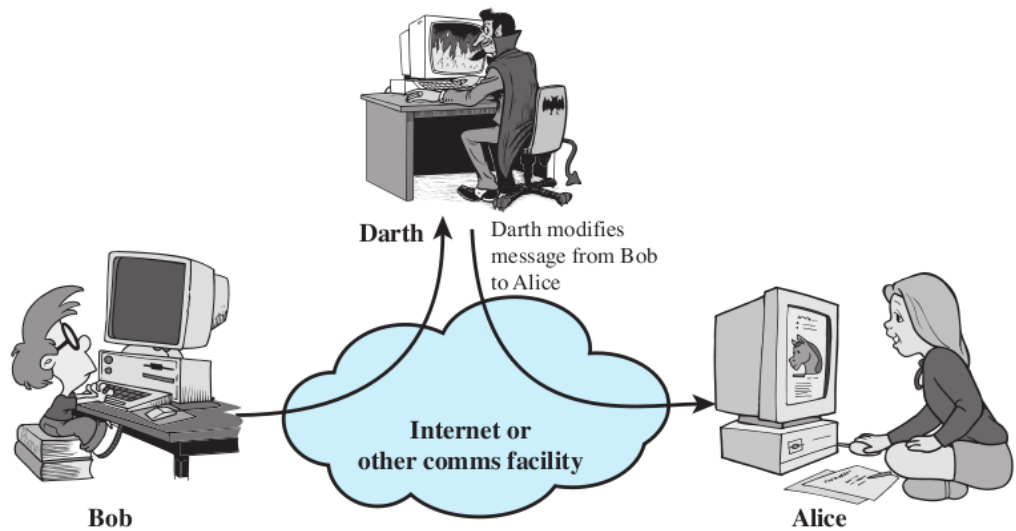 Darth
Darth modifies
message from Bob
to Alice
Internet or
other comms facility
Bob
Alice